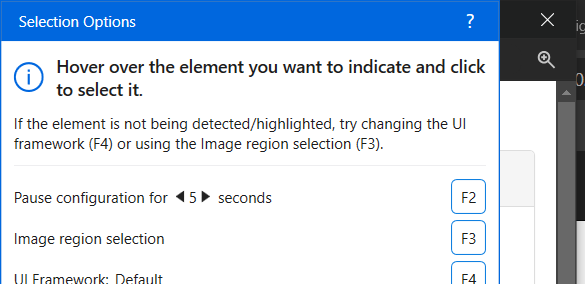 Selection Options ?
Hover over the element you want to indicate and click
to select it.
If the element is not being detected/highlighted, try changing the UI
framework (F4) or using the Image region selection (F3).
Pause configuration for 5 seconds F2
Image region selection F3
UI Framework: Default F4